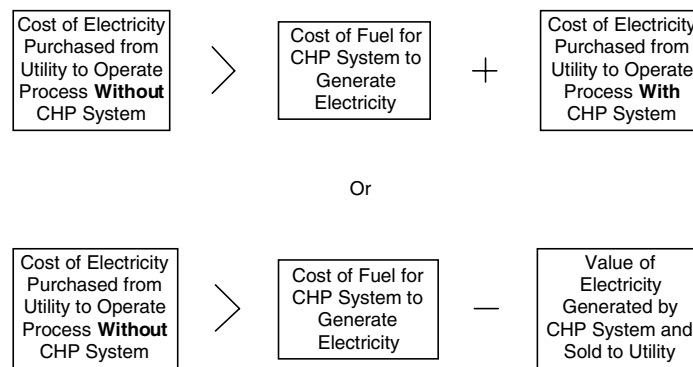 Cost of Electricity
Purchased from
Utility to Operate
Process Without
CHP System
>
Cost of Fuel for
CHP System to
Generate
Electricity
+
Cost of Electricity
Purchased from
Utility to Operate
Process With
CHP System
Or
Cost of Electricity
Purchased from
Utility to Operate
Process Without
CHP System
>
Cost of Fuel for
CHP System to
Generate
Electricity
−
Value of
Electricity
Generated by
CHP System and
Sold to Utility